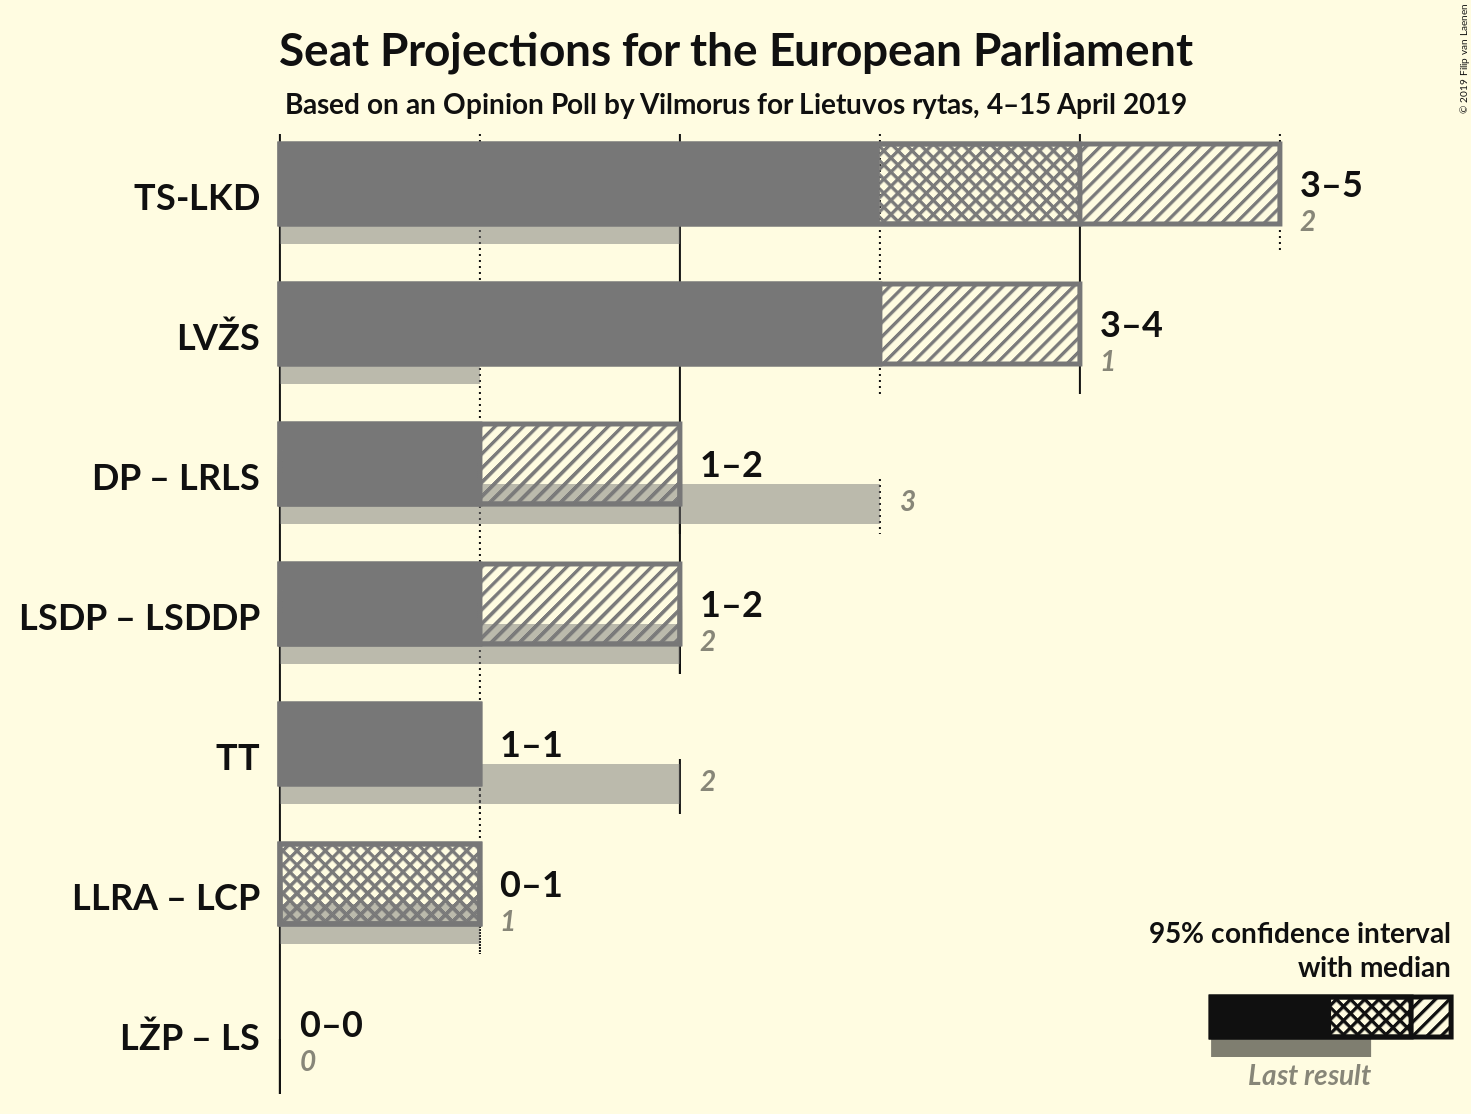 Seat Projections for the European Parliament
Based on an Opinion Poll by Vilmorus for Lietuvos rytas, 4–15 April 2019
© 2019 Filip van Laenen
TS-LKD
3–5
2
LVŽS
3–4
1
DP – LRLS
1–2
3
LSDP – LSDDP
1–2
2
TT
1–1
2
LLRA – LCP
0–1
1
LŽP – LS
0–0
0
95% confidence interval
with median
Last result